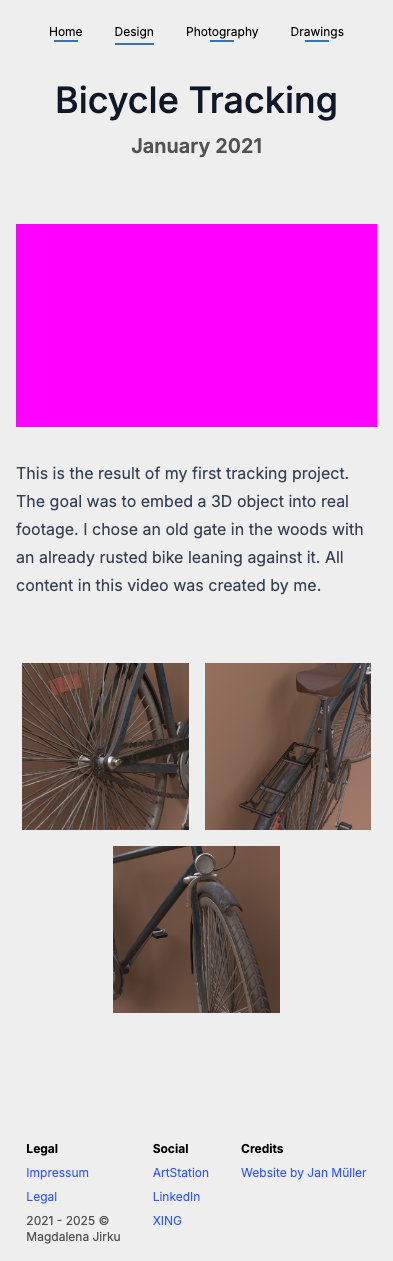 Home Design Photography Drawings
Bicycle Tracking
January 2021
This is the result of my first tracking project.
The goal was to embed a 3D object into real
footage. I chose an old gate in the woods with
an already rusted bike leaning against it. All
content in this video was created by me.
Legal
Impressum
Legal
2021 - 2025 ©
Magdalena Jirku
Social
ArtStation
LinkedIn
XING
Credits
Website by Jan Müller